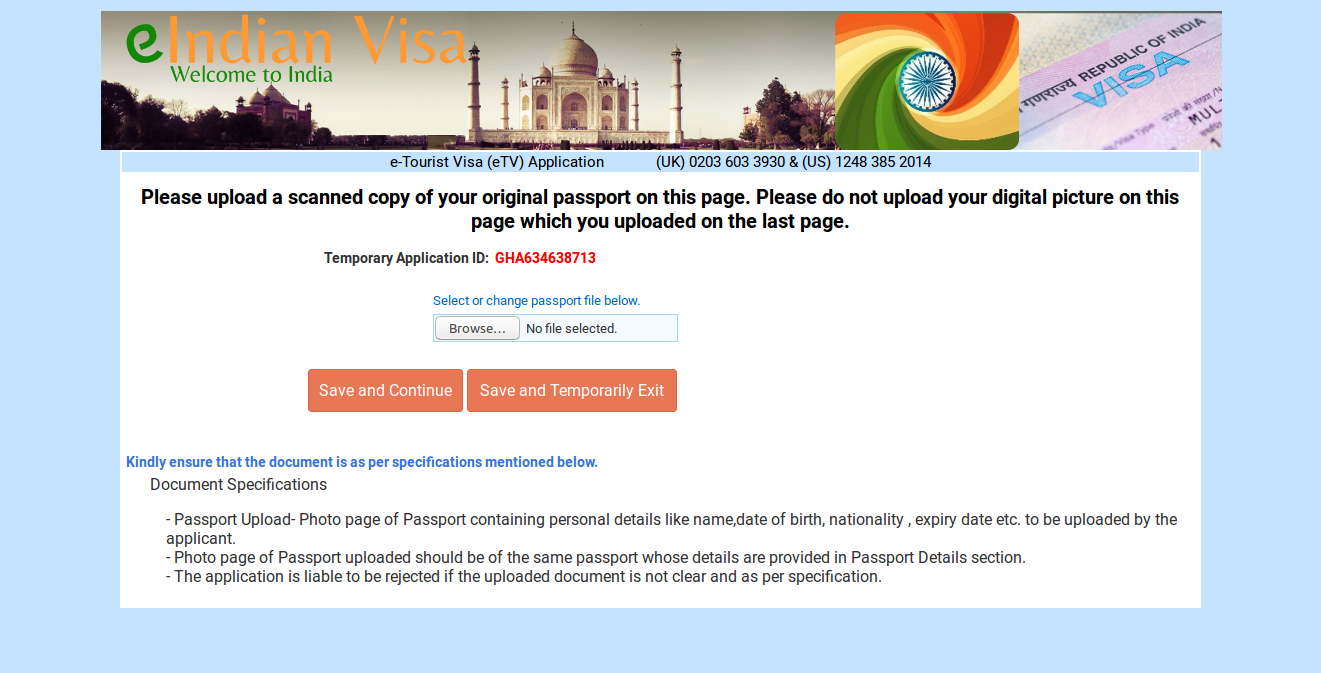 eIndian Visa
Welcome to India
गणराज्य REPUBLIC OF INDIA
VISA
Visa Type
MUL
e-Tourist Visa (eTV) Application (UK) 0203 603 3930 & (US) 1248 385 2014
Please upload a scanned copy of your original passport on this page. Please do not upload your digital picture on this
page which you uploaded on the last page.
Temporary Application ID: GHA634638713
Select or change passport file below.
Browse... No file selected.
Save and Continue Save and Temporarily Exit
Kindly ensure that the document is as per specifications mentioned below.
Document Specifications
- Passport Upload- Photo page of Passport containing personal details like name,date of birth, nationality , expiry date etc. to be uploaded by the
applicant.
- Photo page of Passport uploaded should be of the same passport whose details are provided in Passport Details section.
- The application is liable to be rejected if the uploaded document is not clear and as per specification.